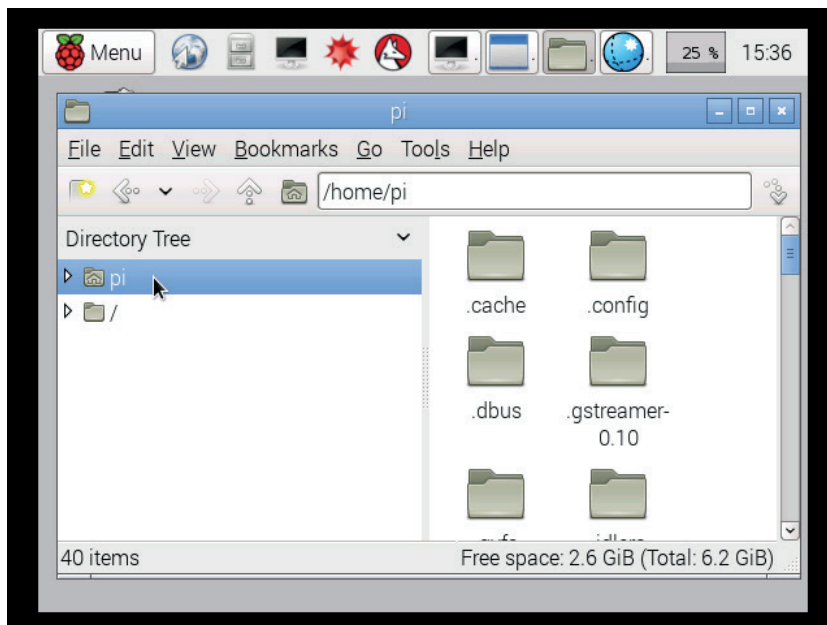 Menu 25 % 15:36
pi
File Edit View Bookmarks Go Tools Help
/home/pi
Directory Tree
pi
/
.cache .config
.dbus .gstreamer-
0.10
40 items Free space: 2.6 GiB (Total: 6.2 GiB)